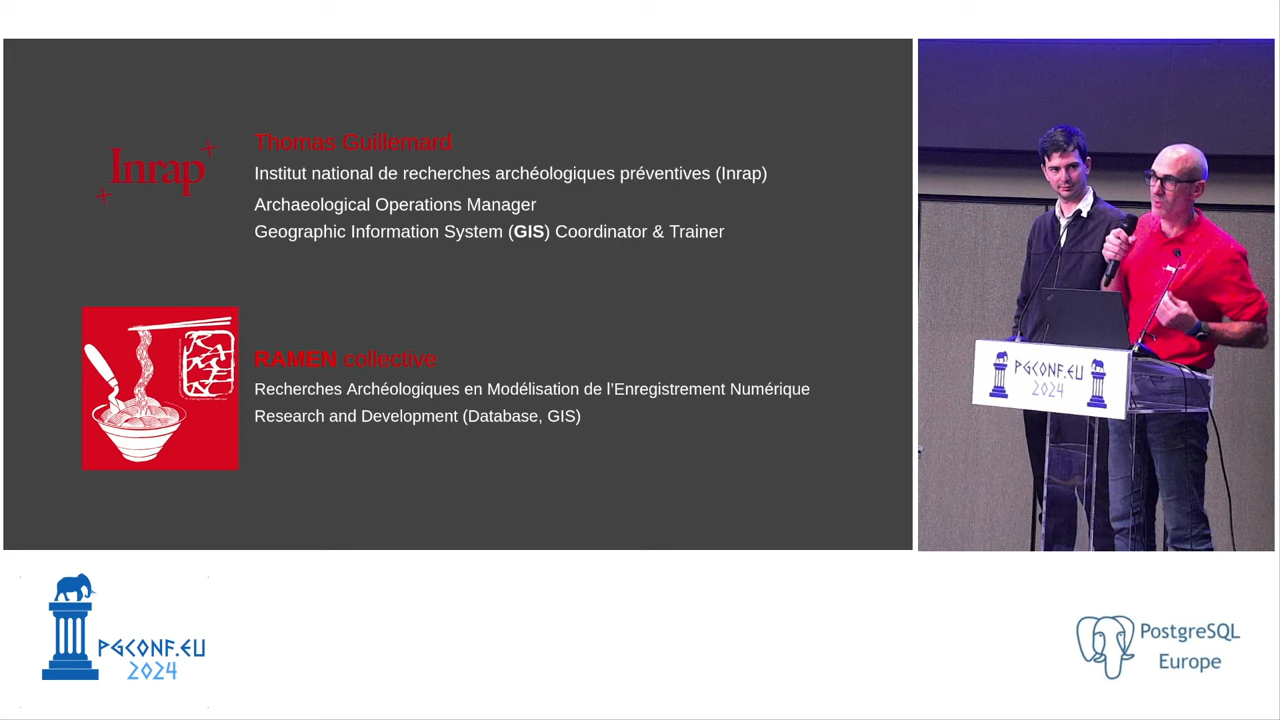 Inrap
Thomas Guillemard
Institut national de recherches archéologiques préventives (Inrap)
Archaeological Operations Manager
Geographic Information System (GIS) Coordinator & Trainer
RAMEN collective
Recherches Archéologiques en Modélisation de l'Enregistrement Numérique
Research and Development (Database, GIS)
PGCONF.EU
2024
PGCONF.EU
2024
PostgreSQL
Europe